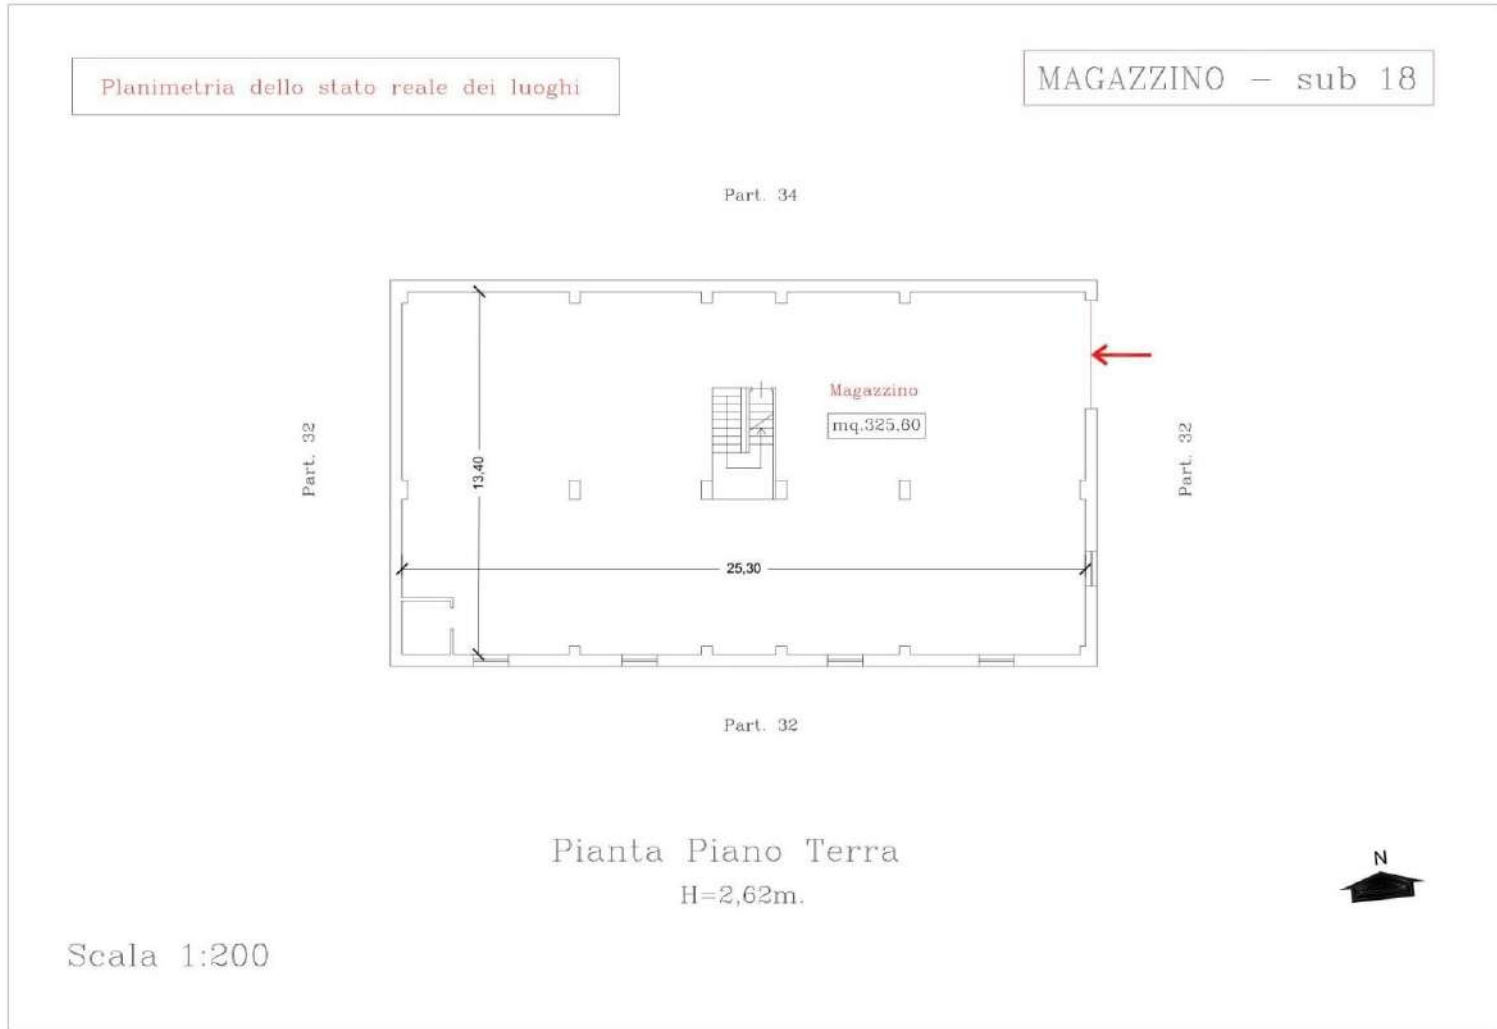 Planimetria dello stato reale dei luoghi
MAGAZZINO - sub 18
Part. 34
Magazzino
mq.325,60
Part. 32
13,40
Part. 32
25,30
Part. 32
Pianta Piano Terra
H=2,62m.
N
Scala 1:200